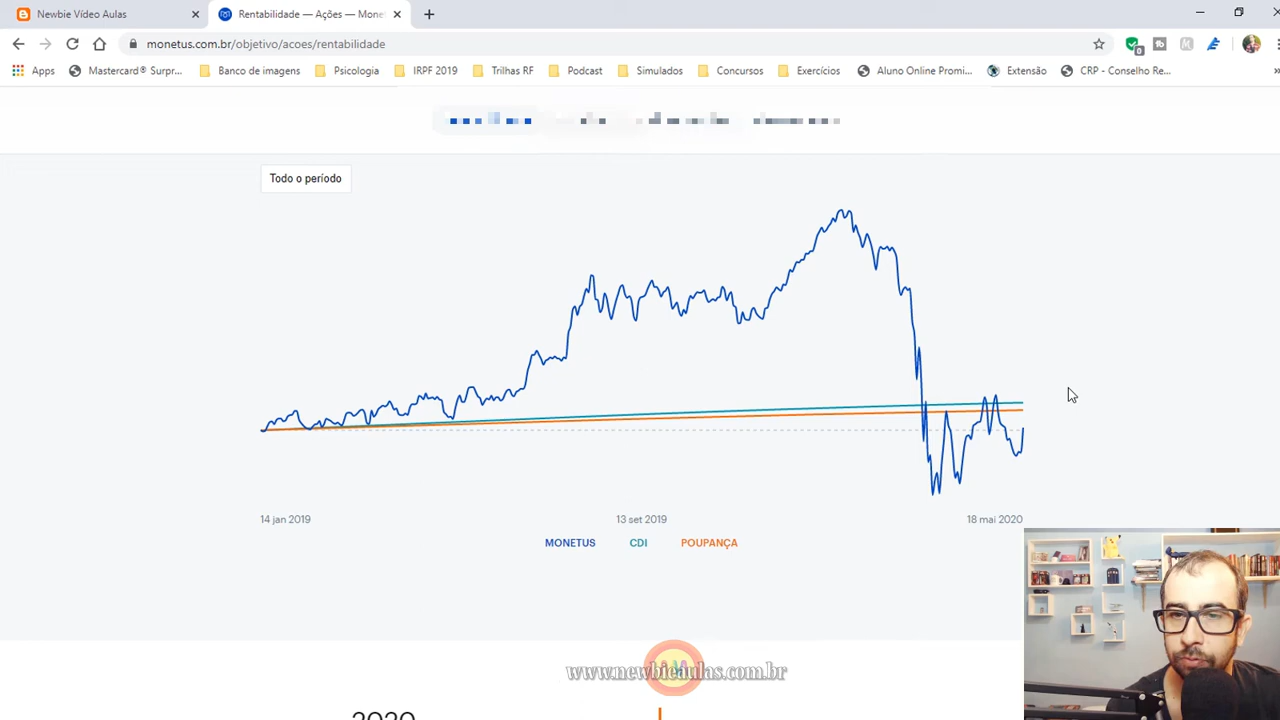 Newbie Vídeo Aulas
Rentabilidade — Ações — Mone
monetus.com.br/objetivo/acoes/rentabilidade
0
Apps
Mastercard® Surpr...
Banco de imagens
Psicologia
IRPF 2019
Trilhas RF
Podcast
Simulados
Concursos
Exercícios
Aluno Online Promi...
Extensão
CRP - Conselho Re...
Todo o período
14 jan 2019
13 set 2019
18 mai 2020
MONETUS
CDI
POUPANÇA
www.newbieaulas.com.br
2020